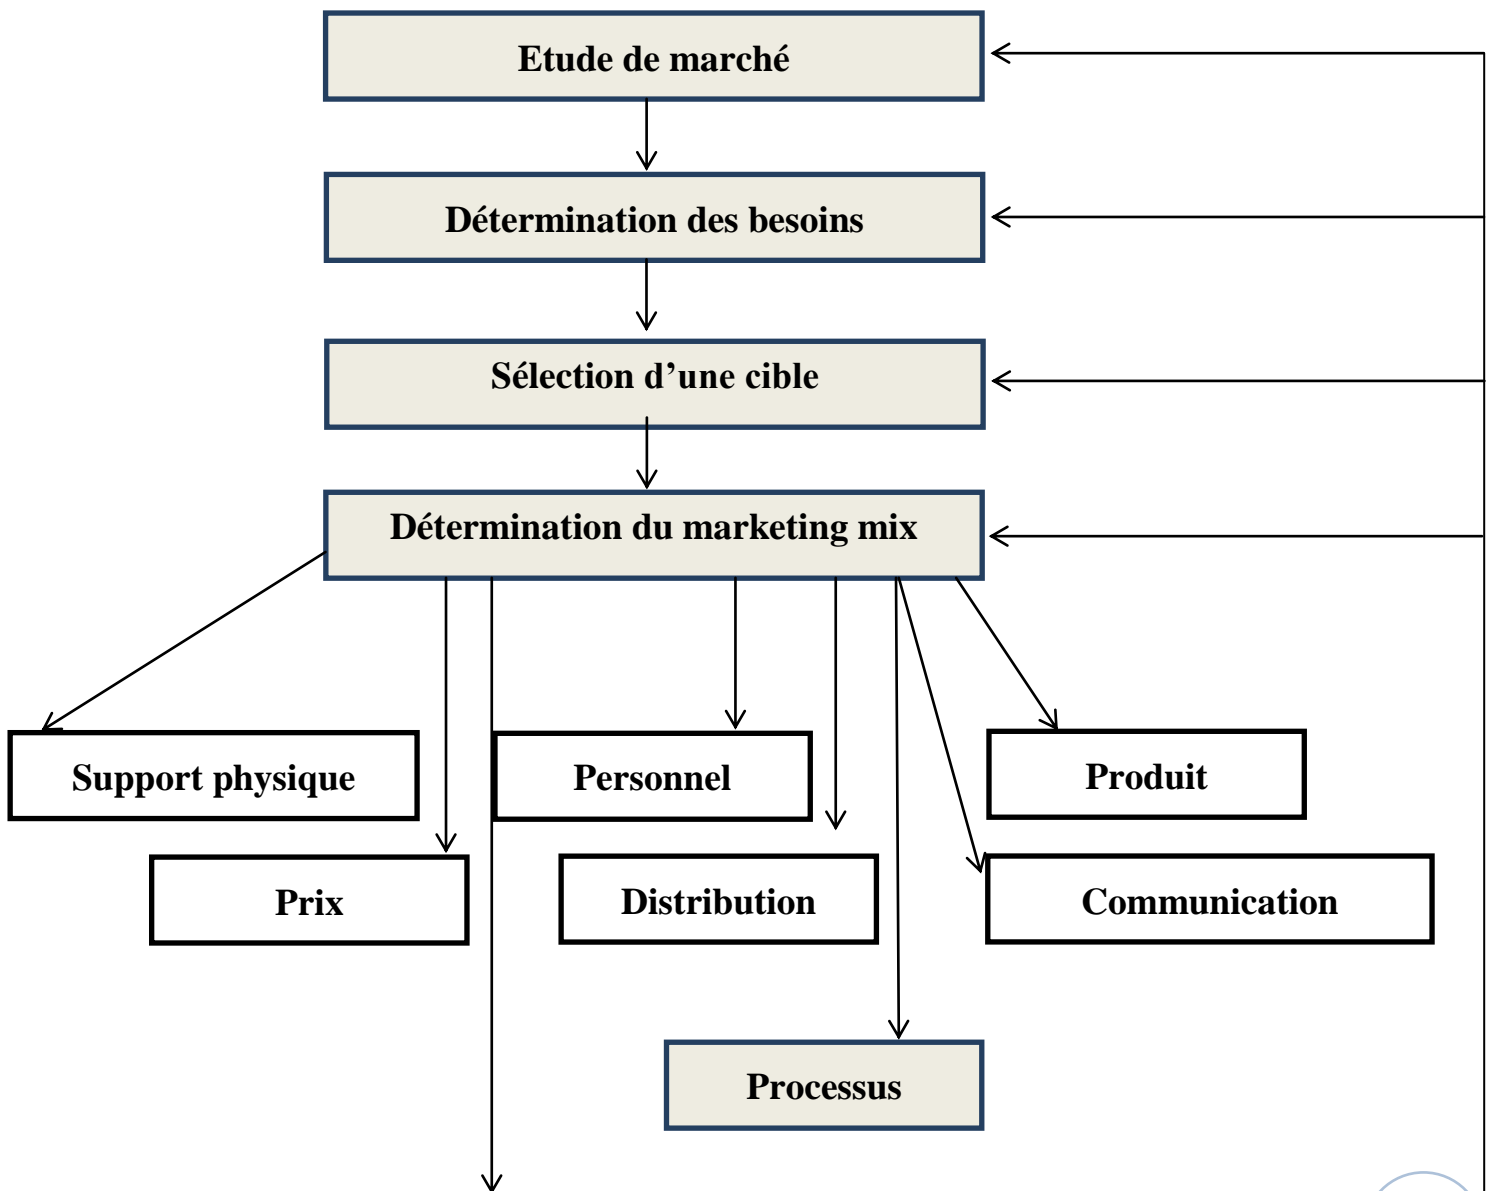 Etude de marché
Détermination des besoins
Sélection d’une cible
Détermination du marketing mix
Support physique
Personnel
Produit
Prix
Distribution
Communication
Processus